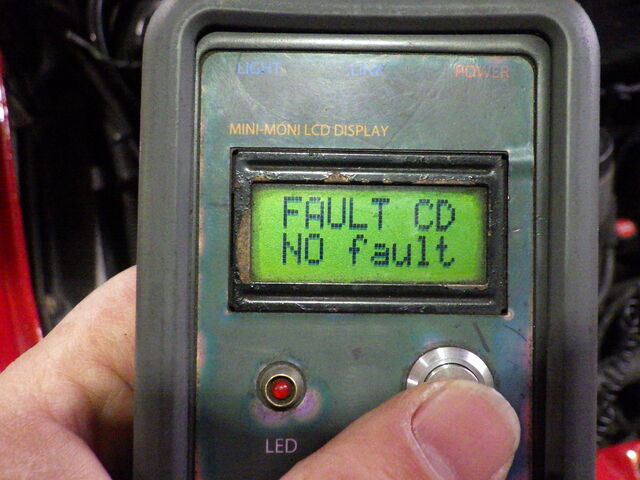 LIGHT LINK POWER
MINI-MONI LCD DISPLAY
FAULT CD
NO fault
LED